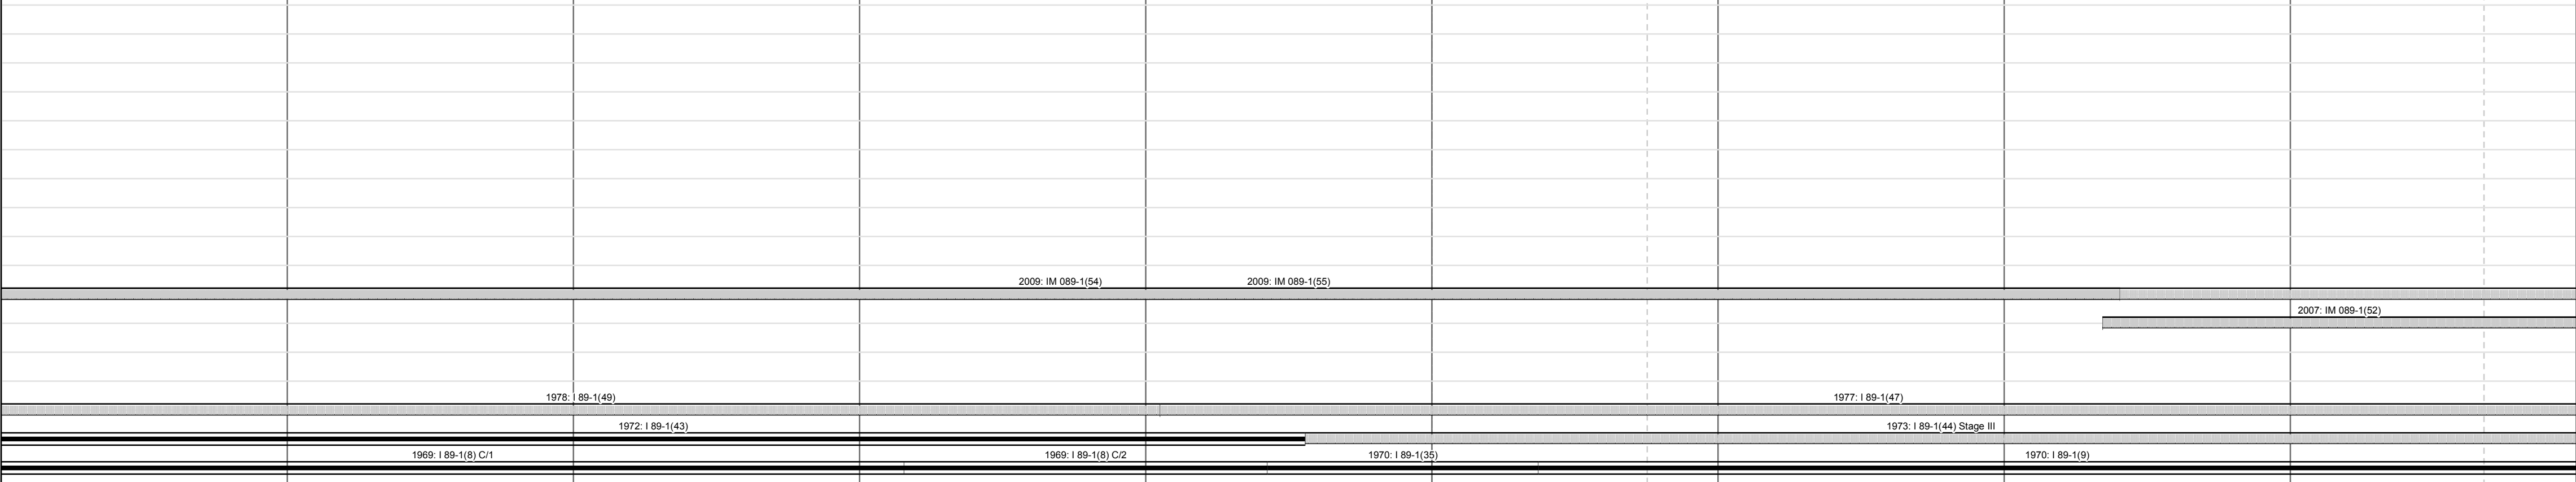 2009: IM 089-1(54) 2009: IM 089-1(55)
2007: IM 089-1(52)
1978: I 89-1(49) 1977: I 89-1(47)
1972: I 89-1(43) 1973: I 89-1(44) Stage III
1969: I 89-1(8) C/1 1969: I 89-1(8) C/2 1970: I 89-1(35) 1970: I 89-1(9)